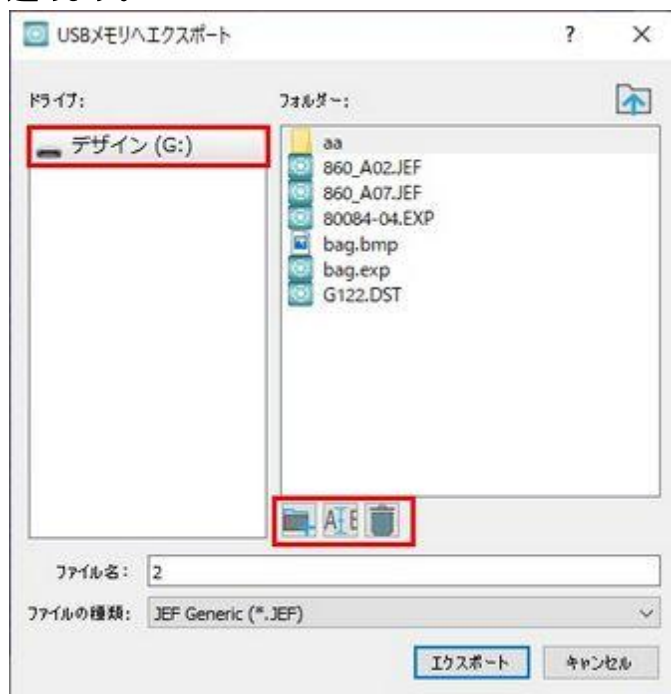 USBメモリへエクスポート
?
ドライブ:
フォルダー:
デザイン (G:)
aa
860_A02.JEF
860_A07.JEF
80084-04.EXP
bag.bmp
bag.exp
G122.DST
ファイル名:
2
ファイルの種類:
JEF Generic (*.JEF)
エクスポート
キャンセル